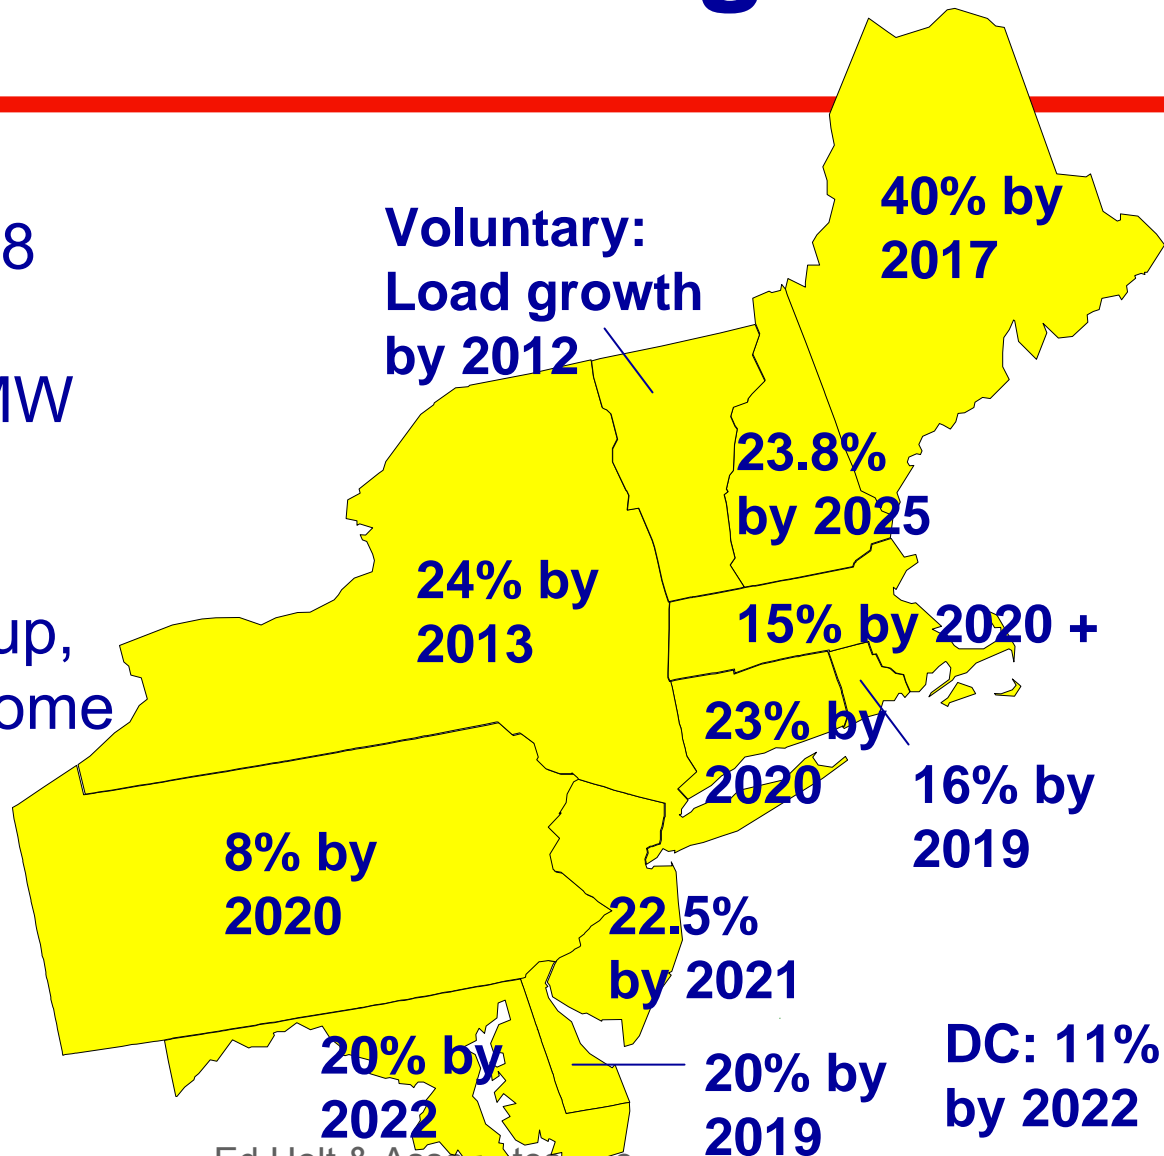 8
MW
up,
ome
Voluntary:
Load growth
by 2012
40% by
2017
23.8%
by 2025
24% by
2013
15% by 2020 +
23% by
2020
16% by
2019
8% by
2020
22.5%
by 2021
20% by
2022
20% by
2019
DC: 11%
by 2022